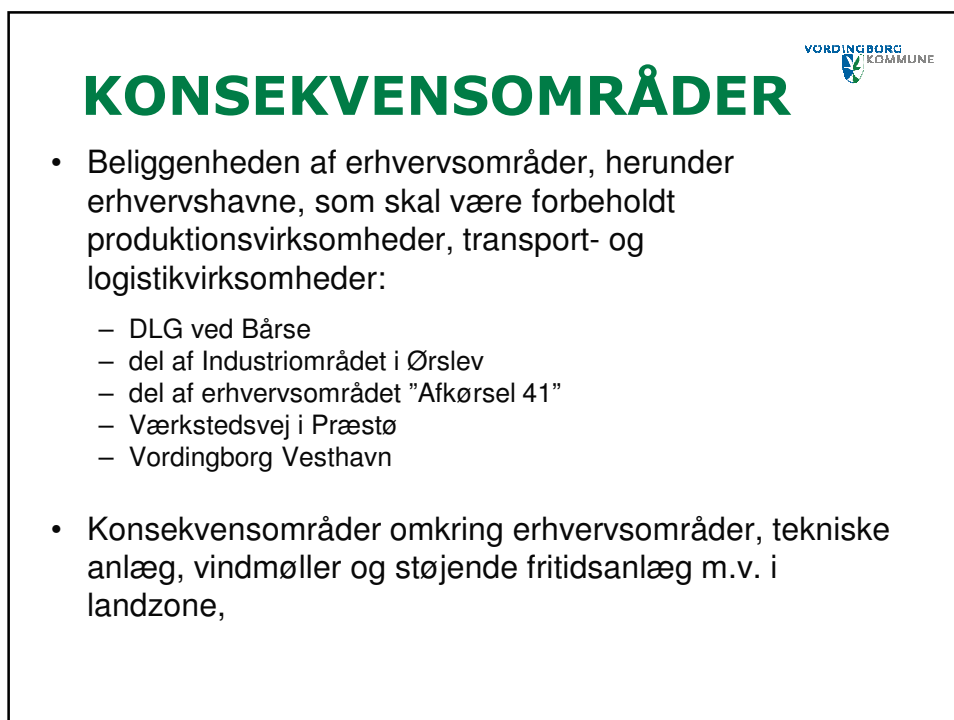 VORDINGBORG
KOMMUNE
KONSEKVENSOMRÅDER
• Beliggenheden af erhvervsområder, herunder
erhvervshavne, som skal være forbeholdt
produktionsvirksomheder, transport- og
logistikvirksomheder:
– DLG ved Bårse
– del af Industriområdet i Ørslev
– del af erhvervsområdet ”Afkørsel 41”
– Værkstedsvej i Præstø
– Vordingborg Vesthavn
• Konsekvensområder omkring erhvervsområder, tekniske
anlæg, vindmøller og støjende fritidsanlæg m.v. i
landzone,